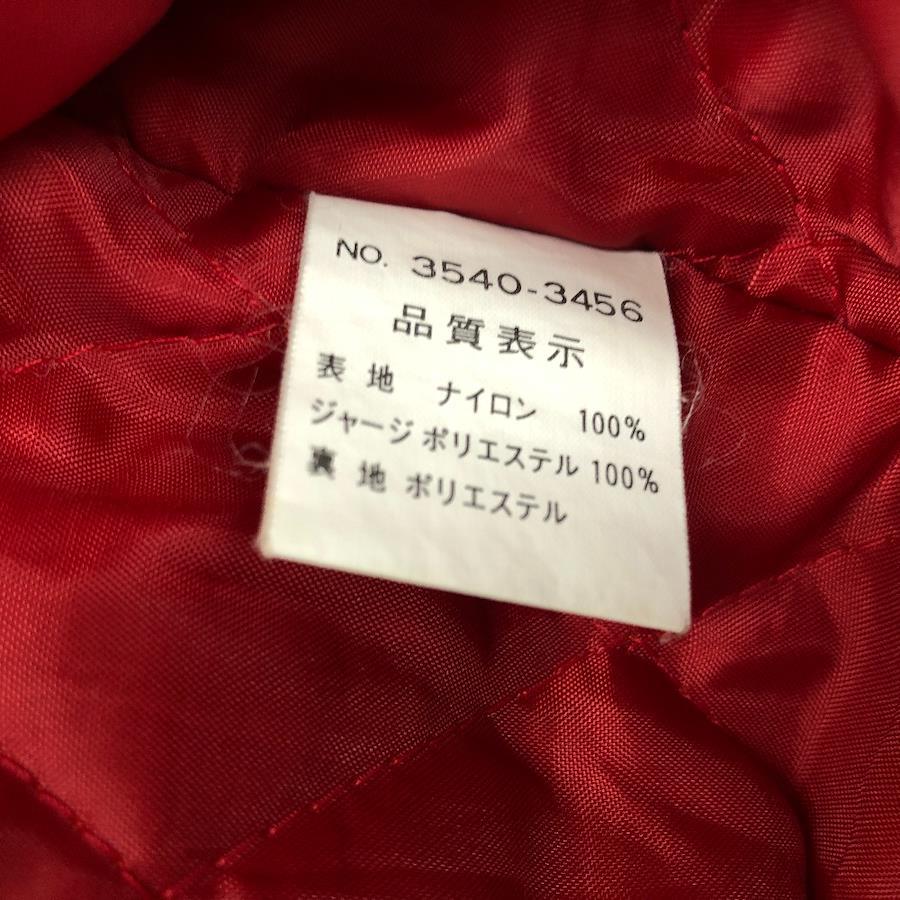 NO. 3540-3456
品質表示
表地 ナイロン 100%
ジャージ ポリエステル 100%
裏地 ポリエステル